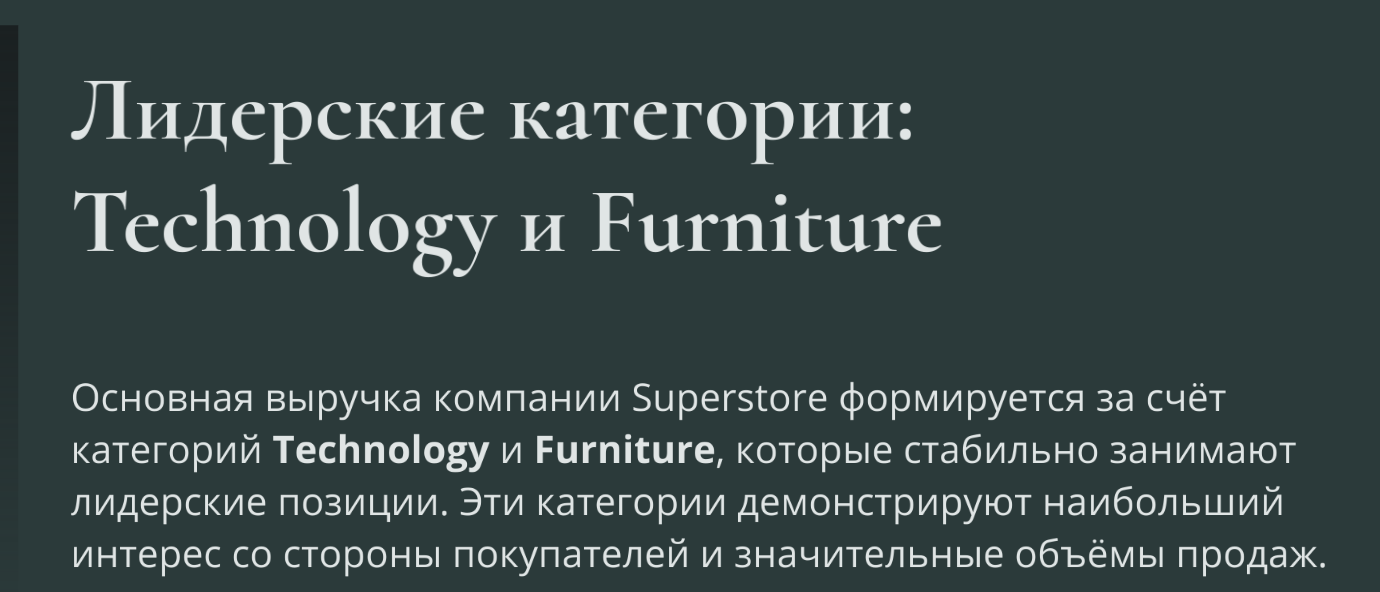 Лидерские категории:
Technology и Furniture
Основная выручка компании Superstore формируется за счёт
категорий Technology и Furniture, которые стабильно занимают
лидерские позиции. Эти категории демонстрируют наибольший
интерес со стороны покупателей и значительные объёмы продаж.